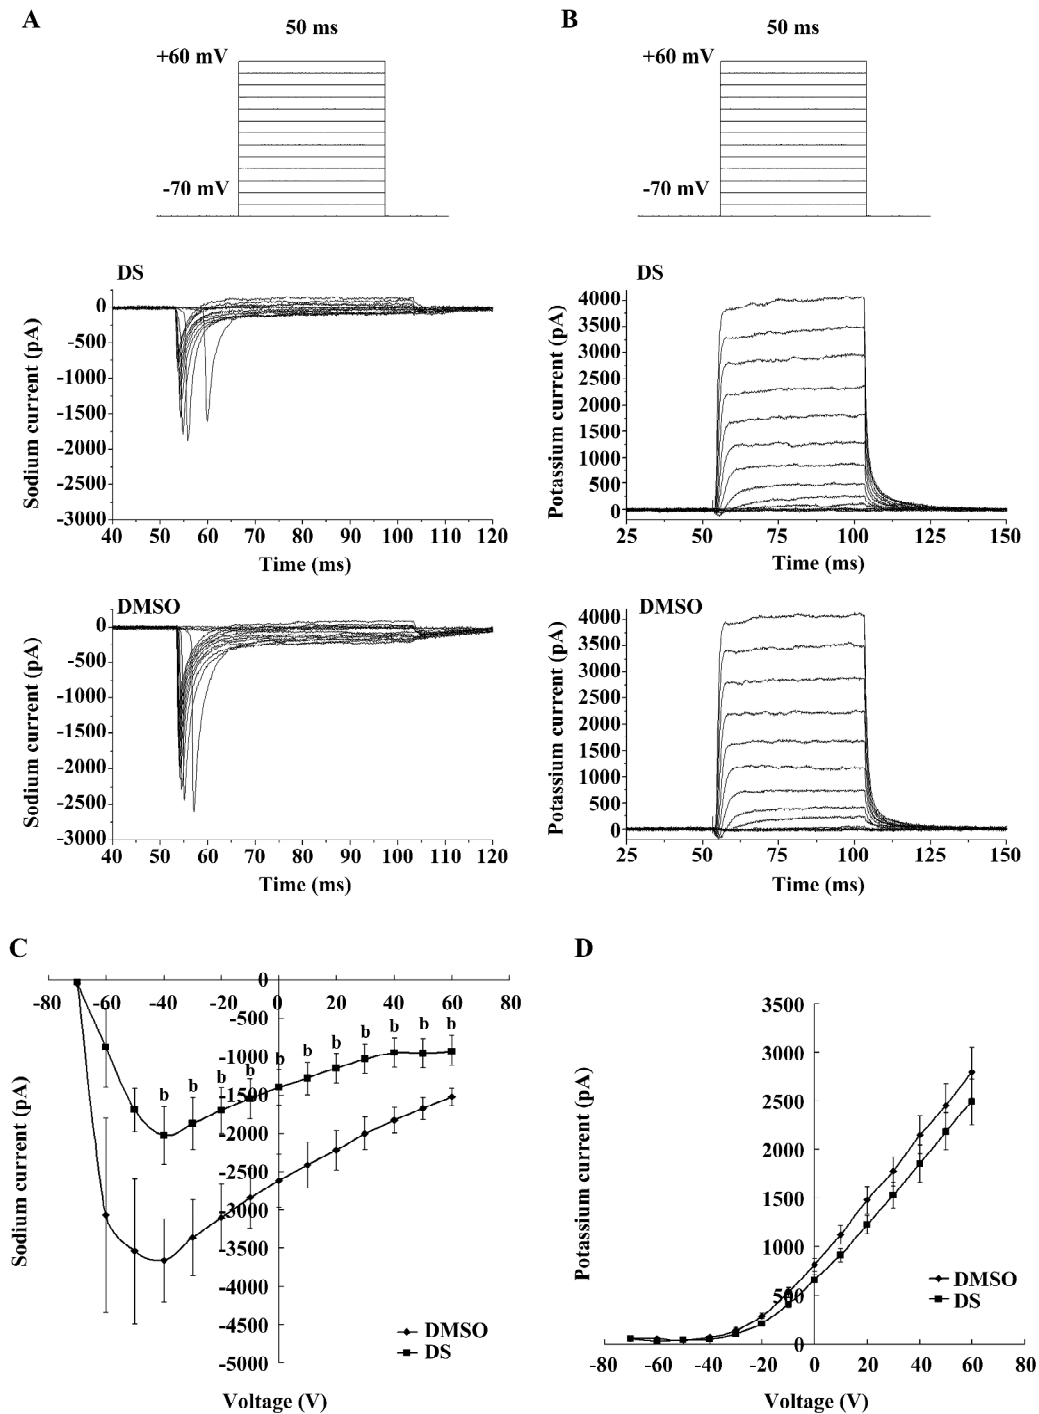 A
50 ms
+60 mV
-70 mV
B
50 ms
+60 mV
-70 mV
DS
Sodium current (pA)
0
-500
-1000
-1500
-2000
-2500
-3000
40 50 60 70 80 90 100 110 120
Time (ms)
DS
Potassium current (pA)
4000
3500
3000
2500
2000
1500
1000
500
0
25 50 75 100 125 150
Time (ms)
DMSO
Sodium current (pA)
0
-500
-1000
-1500
-2000
-2500
-3000
40 50 60 70 80 90 100 110 120
Time (ms)
DMSO
Potassium current (pA)
4000
3500
3000
2500
2000
1500
1000
500
0
25 50 75 100 125 150
Time (ms)
C
Sodium current (pA)
-80 -60 -40 -20 0 20 40 60 80
0
-500
-1000
-1500
-2000
-2500
-3000
-3500
-4000
-4500
-5000
b b b b b b b b b b b
DMSO
DS
Voltage (V)
D
Potassium current (pA)
3500
3000
2500
2000
1500
1000
500
0
-80 -60 -40 -20 0 20 40 60 80
DMSO
DS
Voltage (V)